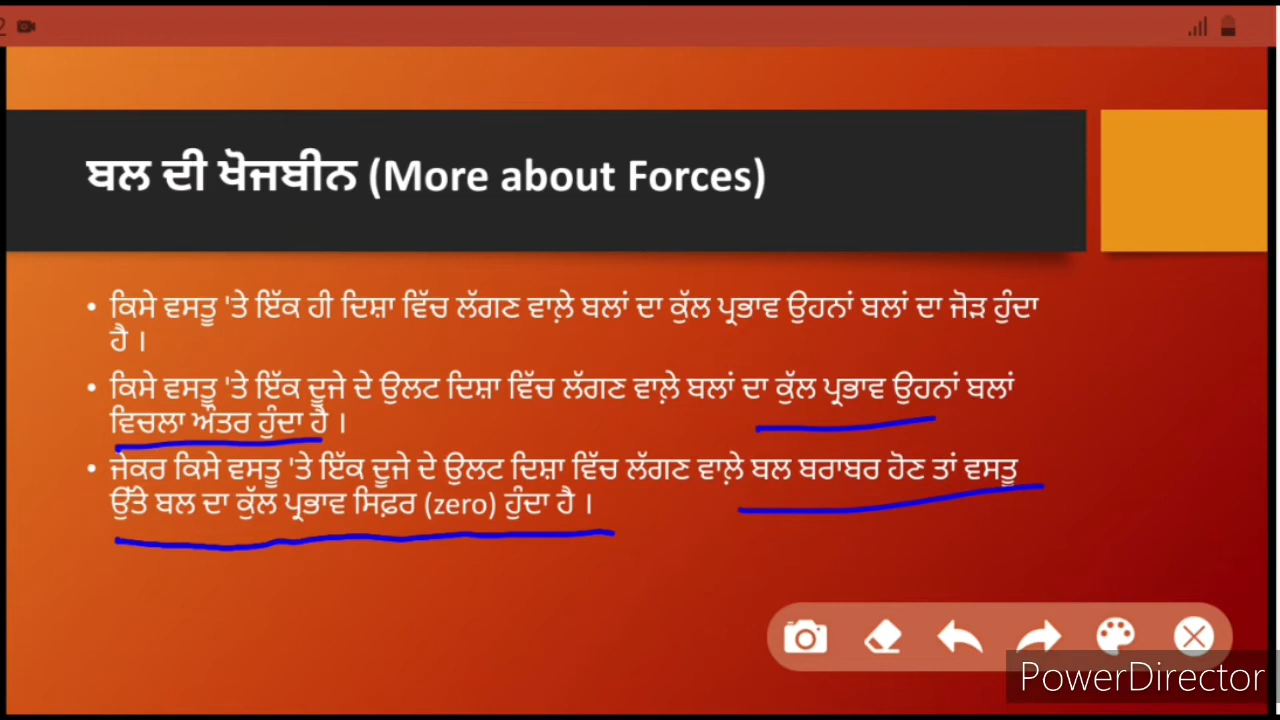 2
ਬਲ ਦੀ ਖੋਜਬੀਨ (More about Forces)
• ਕਿਸੇ ਵਸਤੂ 'ਤੇ ਇੱਕ ਹੀ ਦਿਸ਼ਾ ਵਿੱਚ ਲੱਗਣ ਵਾਲ਼ੇ ਬਲਾਂ ਦਾ ਕੁੱਲ ਪ੍ਰਭਾਵ ਉਹਨਾਂ ਬਲਾਂ ਦਾ ਜੋੜ ਹੁੰਦਾ
ਹੈ ।
• ਕਿਸੇ ਵਸਤੂ 'ਤੇ ਇੱਕ ਦੂਜੇ ਦੇ ਉਲਟ ਦਿਸ਼ਾ ਵਿੱਚ ਲੱਗਣ ਵਾਲ਼ੇ ਬਲਾਂ ਦਾ ਕੁੱਲ ਪ੍ਰਭਾਵ ਉਹਨਾਂ ਬਲਾਂ
ਵਿਚਲਾ ਅੰਤਰ ਹੁੰਦਾ ਹੈ ।
• ਜੇਕਰ ਕਿਸੇ ਵਸਤੂ 'ਤੇ ਇੱਕ ਦੂਜੇ ਦੇ ਉਲਟ ਦਿਸ਼ਾ ਵਿੱਚ ਲੱਗਣ ਵਾਲ਼ੇ ਬਲ ਬਰਾਬਰ ਹੋਣ ਤਾਂ ਵਸਤੂ
ਉੱਤੇ ਬਲ ਦਾ ਕੁੱਲ ਪ੍ਰਭਾਵ ਸਿਫ਼ਰ (zero) ਹੁੰਦਾ ਹੈ ।
PowerDirector